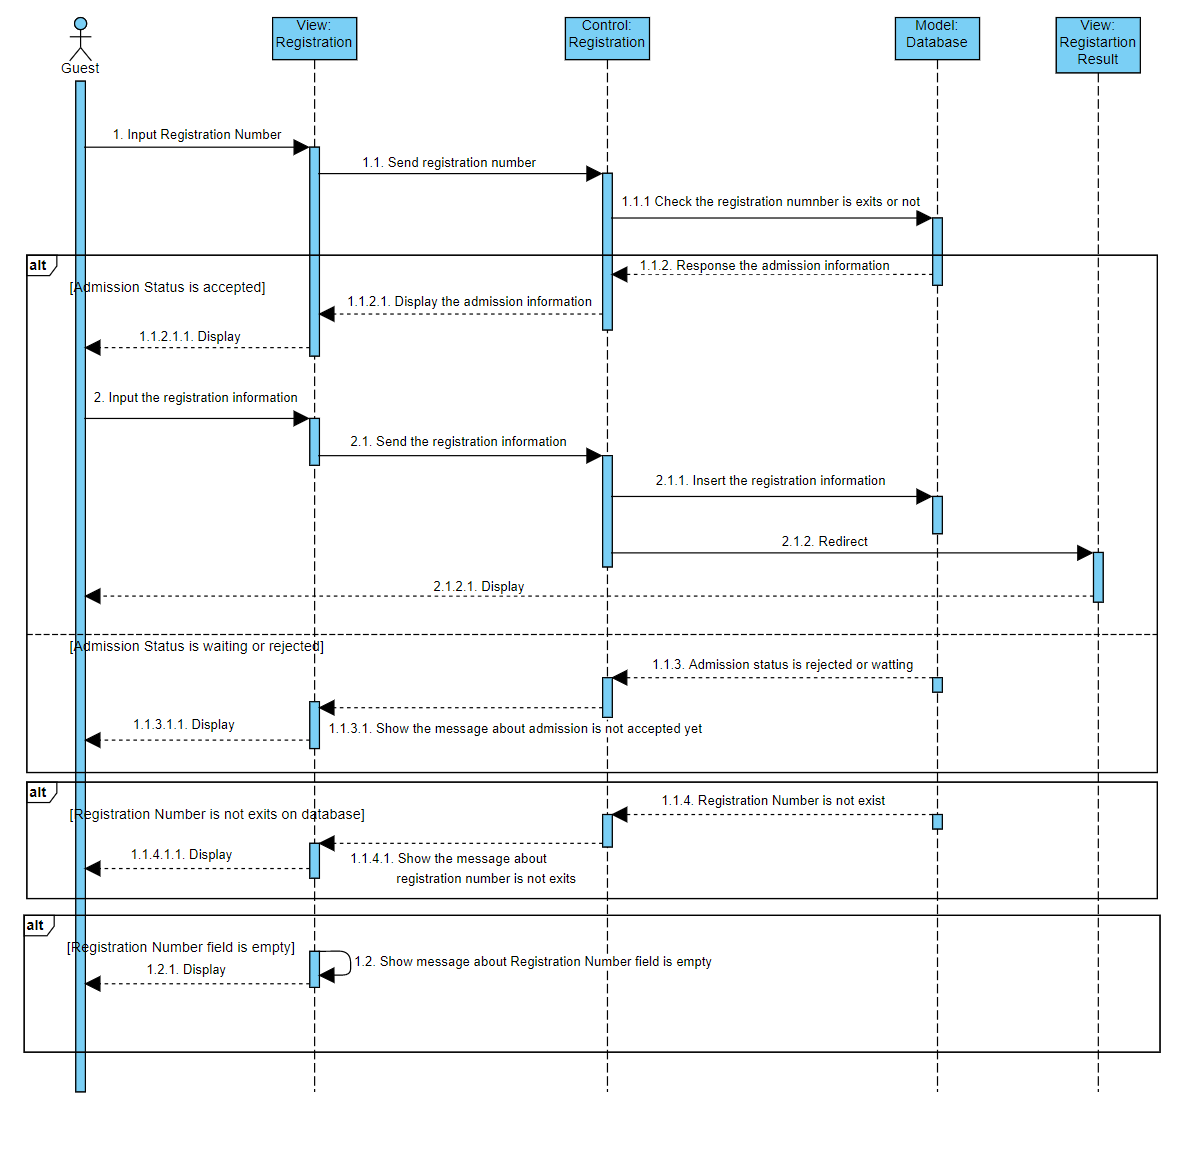 Guest
View:
Registration
Control:
Registration
Model:
Database
View:
Registartion
Result
1. Input Registration Number
1.1. Send registration number
1.1.1 Check the registration numnber is exits or not
alt
1.1.2. Response the admission information
[Admission Status is accepted]
1.1.2.1. Display the admission information
1.1.2.1.1. Display
2. Input the registration information
2.1. Send the registration information
2.1.1. Insert the registration information
2.1.2. Redirect
2.1.2.1. Display
[Admission Status is waiting or rejected]
1.1.3. Admission status is rejected or watting
1.1.3.1.1. Display
1.1.3.1. Show the message about admission is not accepted yet
alt
1.1.4. Registration Number is not exist
[Registration Number is not exits on database]
1.1.4.1.1. Display
1.1.4.1. Show the message about
registration number is not exits
alt
[Registration Number field is empty]
1.2. Show message about Registration Number field is empty
1.2.1. Display